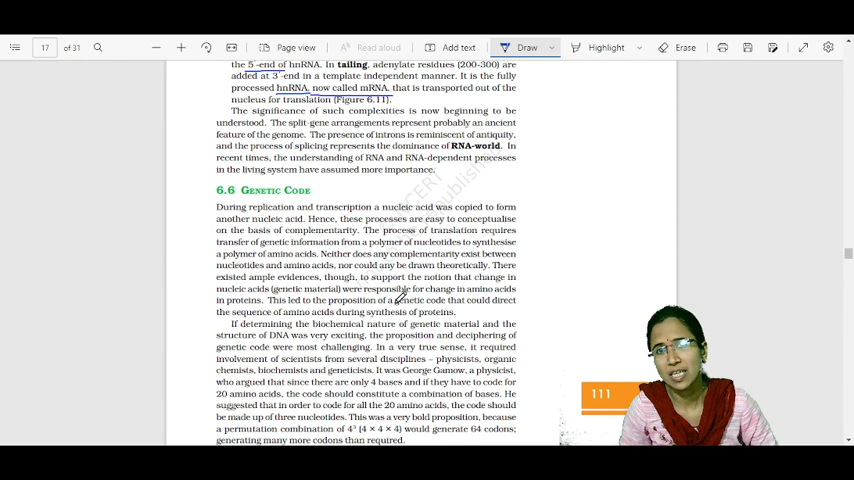 17 of 31
Page view
Read aloud
Add text
Draw
Highlight
Erase
the 5'-end of hnRNA. In tailing, adenylate residues (200-300) are
added at 3'-end in a template independent manner. It is the fully
processed hnRNA, now called mRNA, that is transported out of the
nucleus for translation (Figure 6.11).
The significance of such complexities is now beginning to be
understood. The split-gene arrangements represent probably an ancient
feature of the genome. The presence of introns is reminiscent of antiquity,
and the process of splicing represents the dominance of RNA-world. In
recent times, the understanding of RNA and RNA-dependent processes
in the living system have assumed more importance.
6.6 GENETIC CODE
During replication and transcription a nucleic acid was copied to form
another nucleic acid. Hence, these processes are easy to conceptualise
on the basis of complementarity. The process of translation requires
transfer of genetic information from a polymer of nucleotides to synthesise
a polymer of amino acids. Neither does any complementarity exist between
nucleotides and amino acids, nor could any be drawn theoretically. There
existed ample evidences, though, to support the notion that change in
nucleic acids (genetic material) were responsible for change in amino acids
in proteins. This led to the proposition of a genetic code that could direct
the sequence of amino acids during synthesis of proteins.
If determining the biochemical nature of genetic material and the
structure of DNA was very exciting, the proposition and deciphering of
genetic code were most challenging. In a very true sense, it required
involvement of scientists from several disciplines – physicists, organic
chemists, biochemists and geneticists. It was George Gamow, a physicist,
who argued that since there are only 4 bases and if they have to code for
20 amino acids, the code should constitute a combination of bases. He
suggested that in order to code for all the 20 amino acids, the code should
be made up of three nucleotides. This was a very bold proposition, because
a permutation combination of 4³ (4 × 4 × 4) would generate 64 codons;
generating many more codons than required.
111